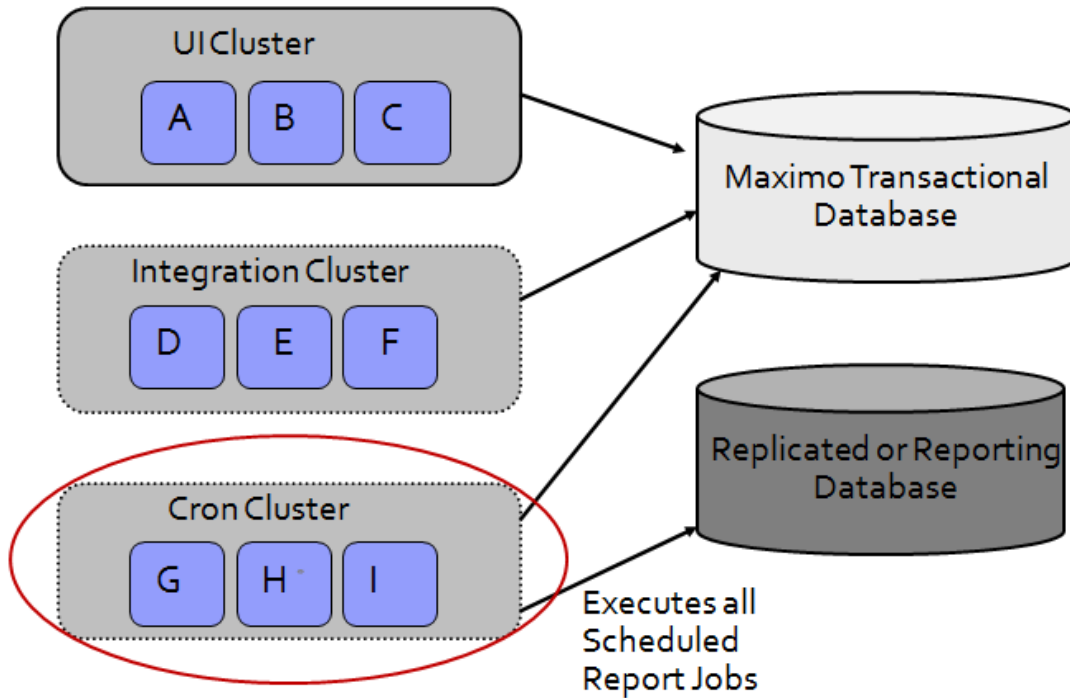 UI Cluster
A B C
Maximo Transactional
Database
Integration Cluster
D E F
Replicated or Reporting
Database
Cron Cluster
G H I
Executes all
Scheduled
Report Jobs